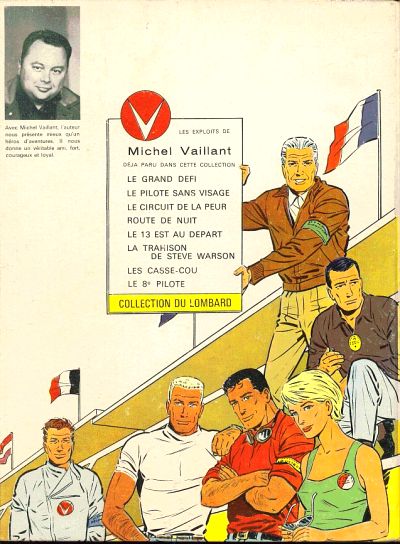 Avec Michel Vaillant, l'auteur
nous présente mieux qu'un
héros d'aventures. Il nous
donne un véritable ami, fort,
courageux et loyal.
LES EXPLOITS DE
Michel Vaillant
DÉJA PARU DANS CETTE COLLECTION
LE GRAND DEFI
LE PILOTE SANS VISAGE
LE CIRCUIT DE LA PEUR
ROUTE DE NUIT
LE 13 EST AU DEPART
LA TRAHISON
DE STEVE WARSON
LES CASSE-COU
LE 8e PILOTE
COLLECTION DU LOMBARD